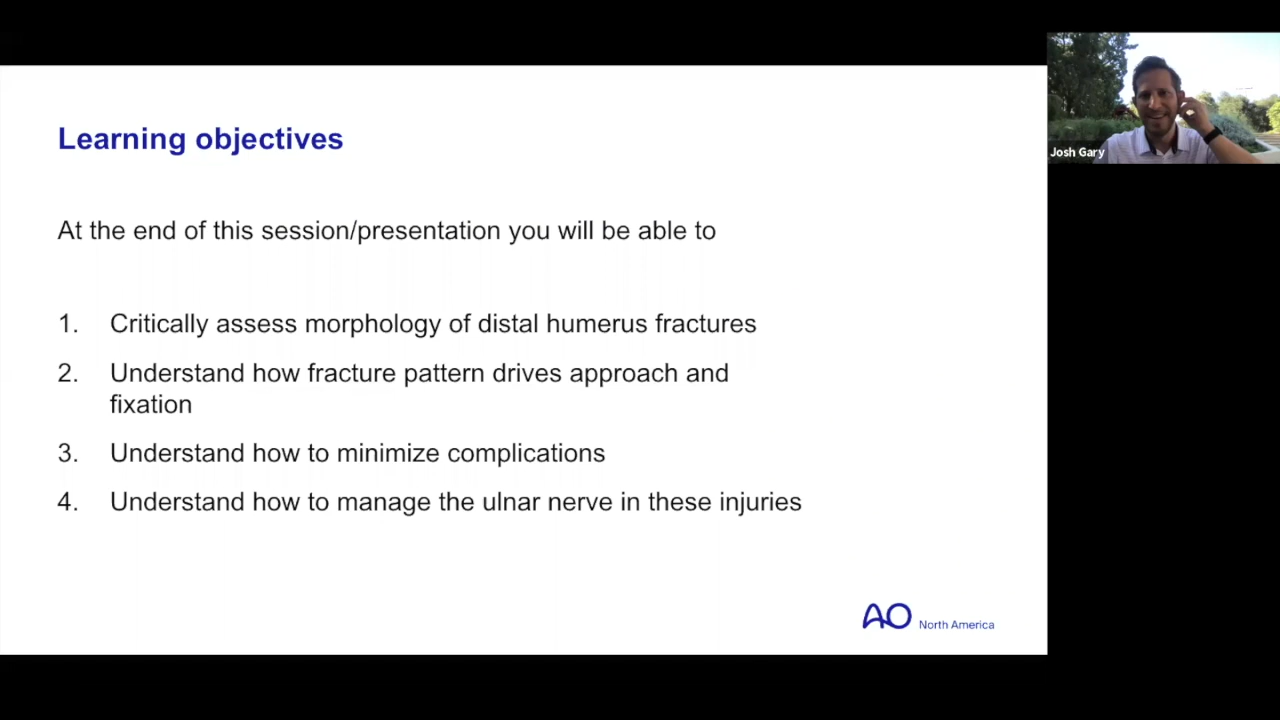 Learning objectives
At the end of this session/presentation you will be able to
1. Critically assess morphology of distal humerus fractures
2. Understand how fracture pattern drives approach and
fixation
3. Understand how to minimize complications
4. Understand how to manage the ulnar nerve in these injuries
AO North America
Josh Gary